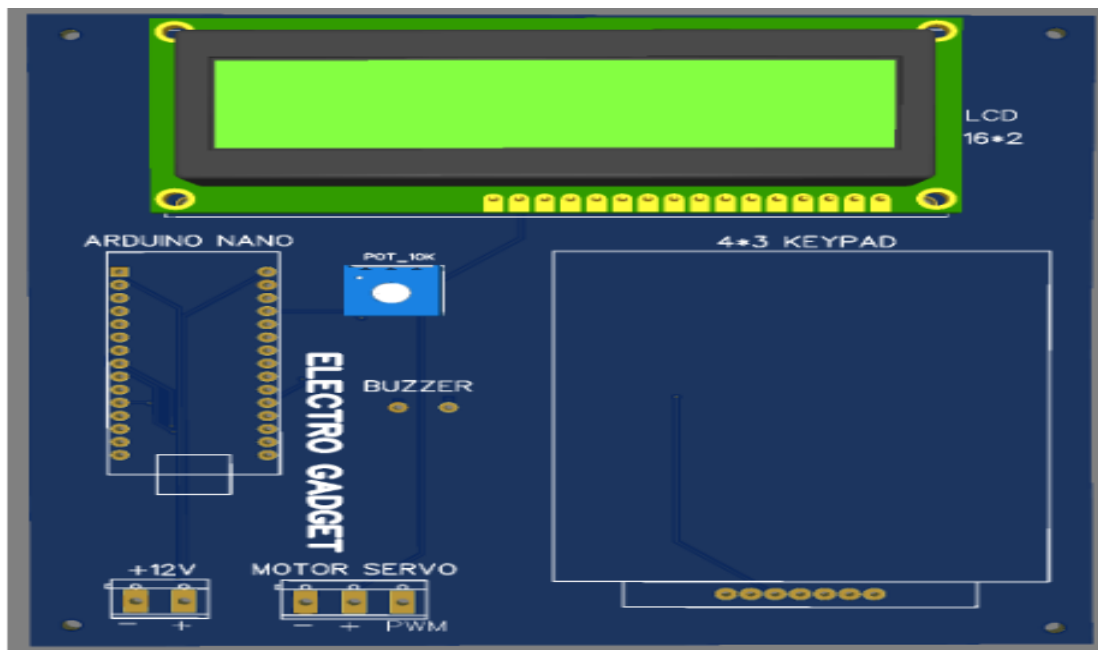 LCD
16*2
ARDUINO NANO
4*3 KEYPAD
POT_10K
ELECTRO GADGET
BUZZER
+12V
MOTOR SERVO
- +
- + PWM